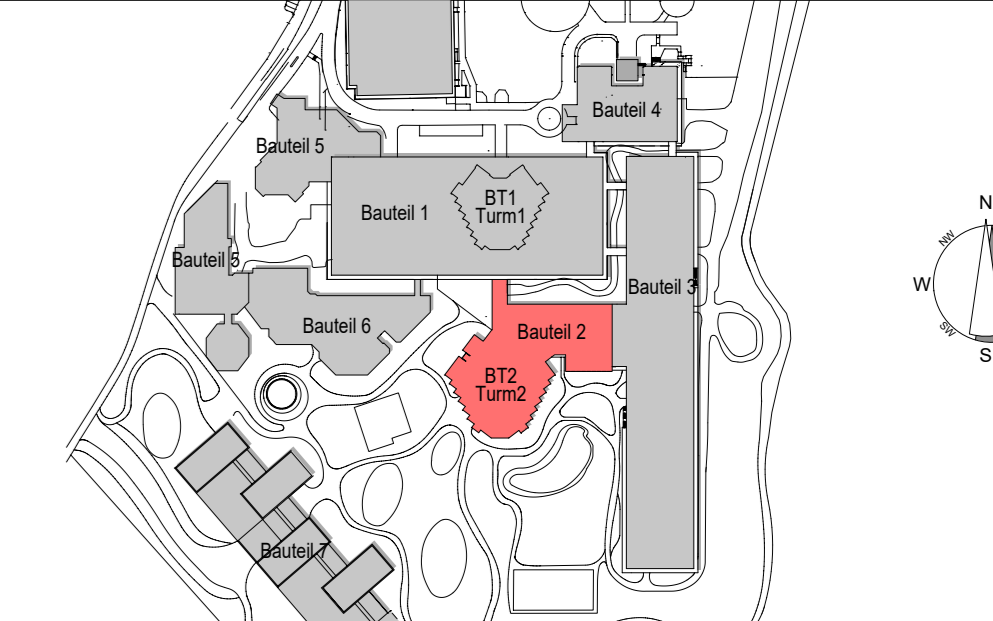 Bauteil 4
Bauteil 5
BT1
Turm1
Bauteil 1
N
NW
W
SW
S
Bauteil 5
Bauteil 3
Bauteil 6
Bauteil 2
BT2
Turm2
Bauteil 7